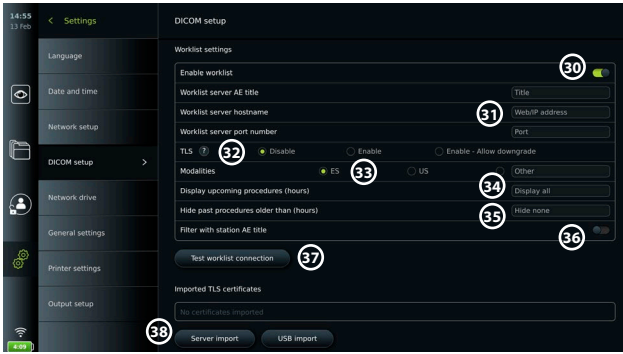 14:55
13 Feb
Settings
DICOM setup
Language
Date and time
Network setup
DICOM setup >
Network drive
General settings
Printer settings
Output setup
4:09
Worklist settings
Enable worklist 30
Worklist server AE title Title
Worklist server hostname 31 Web/IP address
Worklist server port number Port
TLS ? 32 Disable Enable Enable - Allow downgrade
Modalities ES 33 US Other
Display upcoming procedures (hours) 34 Display all
Hide past procedures older than (hours) 35 Hide none
Filter with station AE title 36
Test worklist connection 37
Imported TLS certificates
No certificates imported
38 Server import USB import